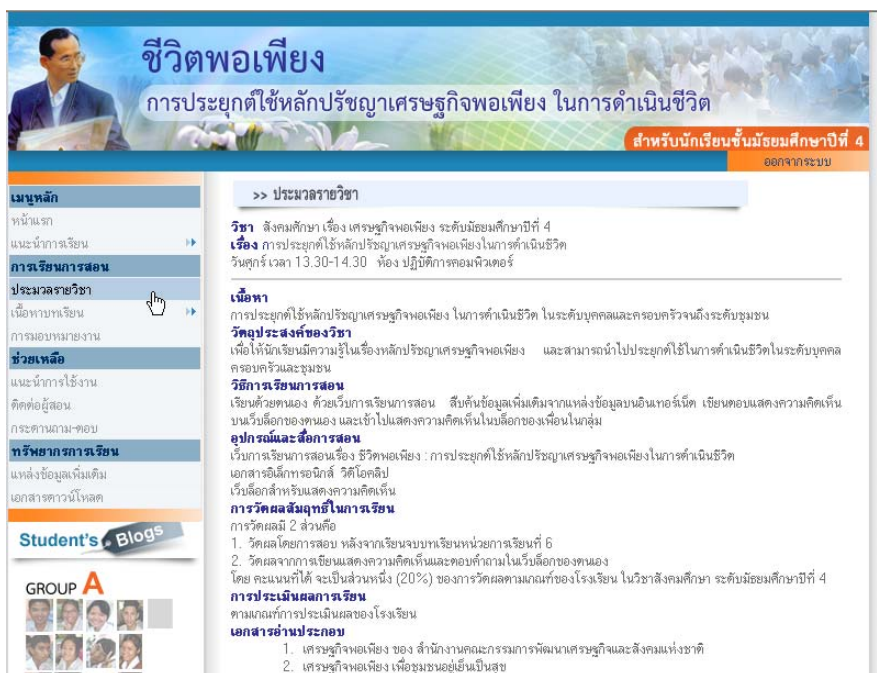 ชีวิตพอเพียง
การประยุกต์ใช้หลักปรัชญาเศรษฐกิจพอเพียง ในการดำเนินชีวิต
สำหรับนักเรียนชั้นมัธยมศึกษาปีที่ 4
ออกจากระบบ
เมนูหลัก
หน้าแรก
แนะนำการเรียน
การเรียนการสอน
ประมวลรายวิชา
เนื้อหาบทเรียน
การมอบหมายงาน
ช่วยเหลือ
แนะนำการใช้งาน
ติดต่อผู้สอน
กระดานถาม-ตอบ
ทรัพยากรการเรียน
แหล่งข้อมูลเพิ่มเติม
เอกสารดาวน์โหลด
Student's Blogs
GROUP A
>> ประมวลรายวิชา
วิชา สังคมศึกษา เรื่อง เศรษฐกิจพอเพียง ระดับมัธยมศึกษาปีที่ 4
เรื่อง การประยุกต์ใช้หลักปรัชญาเศรษฐกิจพอเพียงในการดำเนินชีวิต
วันศุกร์ เวลา 13.30-14.30 ห้อง ปฏิบัติการคอมพิวเตอร์
เนื้อหา
การประยุกต์ใช้หลักปรัชญาเศรษฐกิจพอเพียง ในการดำเนินชีวิต ในระดับบุคคลและครอบครัวจนถึงระดับชุมชน
วัตถุประสงค์ของวิชา
เพื่อให้นักเรียนมีความรู้ในเรื่องหลักปรัชญาเศรษฐกิจพอเพียง และสามารถนำไปประยุกต์ใช้ในการดำเนินชีวิตในระดับบุคคล
ครอบครัวและชุมชน
วิธีการเรียนการสอน
เรียนด้วยตนเอง ด้วยเว็บการเรียนการสอน สืบค้นข้อมูลเพิ่มเติมจากแหล่งข้อมูลบนอินเทอร์เน็ต เขียนตอบแสดงความคิดเห็น
บนเว็บล็อกของตนเอง และเข้าไปแสดงความคิดเห็นในบล็อกของเพื่อนในกลุ่ม
อุปกรณ์และสื่อการสอน
เว็บการเรียนการสอนเรื่อง ชีวิตพอเพียง : การประยุกต์ใช้หลักปรัชญาเศรษฐกิจพอเพียงในการดำเนินชีวิต
เอกสารอิเล็กทรอนิกส์ วิดีโอคลิป
เว็บล็อกสำหรับแสดงความคิดเห็น
การวัดผลสัมฤทธิ์ในการเรียน
การวัดผลมี 2 ส่วนคือ
1. วัดผลโดยการสอบ หลังจากเรียนจบบทเรียนหน่วยการเรียนที่ 6
2. วัดผลจากการเขียนแสดงความคิดเห็นและตอบคำถามในเว็บล็อกของตนเอง
โดย คะแนนที่ได้ จะเป็นส่วนหนึ่ง (20%) ของการวัดผลตามเกณฑ์ของโรงเรียน ในวิชาสังคมศึกษา ระดับมัธยมศึกษาปีที่ 4
การประเมินผลการเรียน
ตามเกณฑ์การประเมินผลของโรงเรียน
เอกสารอ่านประกอบ
1. เศรษฐกิจพอเพียง ของ สำนักงานคณะกรรมการพัฒนาเศรษฐกิจและสังคมแห่งชาติ
2. เศรษฐกิจพอเพียง เพื่อชุมชนอยู่เย็นเป็นสุข